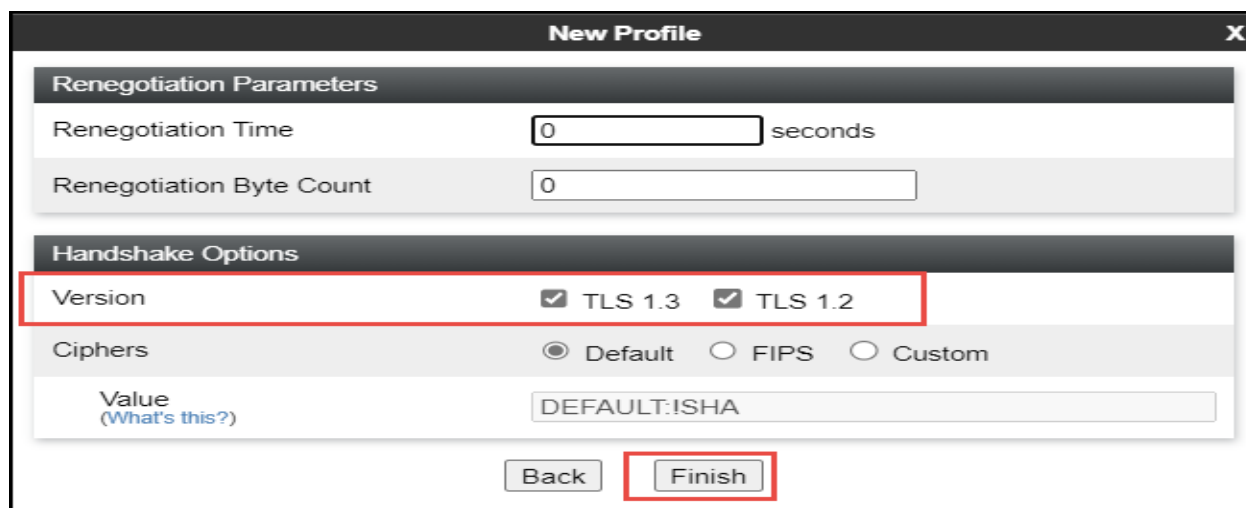 New Profile X
Renegotiation Parameters
Renegotiation Time 0 seconds
Renegotiation Byte Count 0
Handshake Options
Version TLS 1.3 TLS 1.2
Ciphers Default FIPS Custom
Value DEFAULT:!SHA
(What's this?)
Back Finish